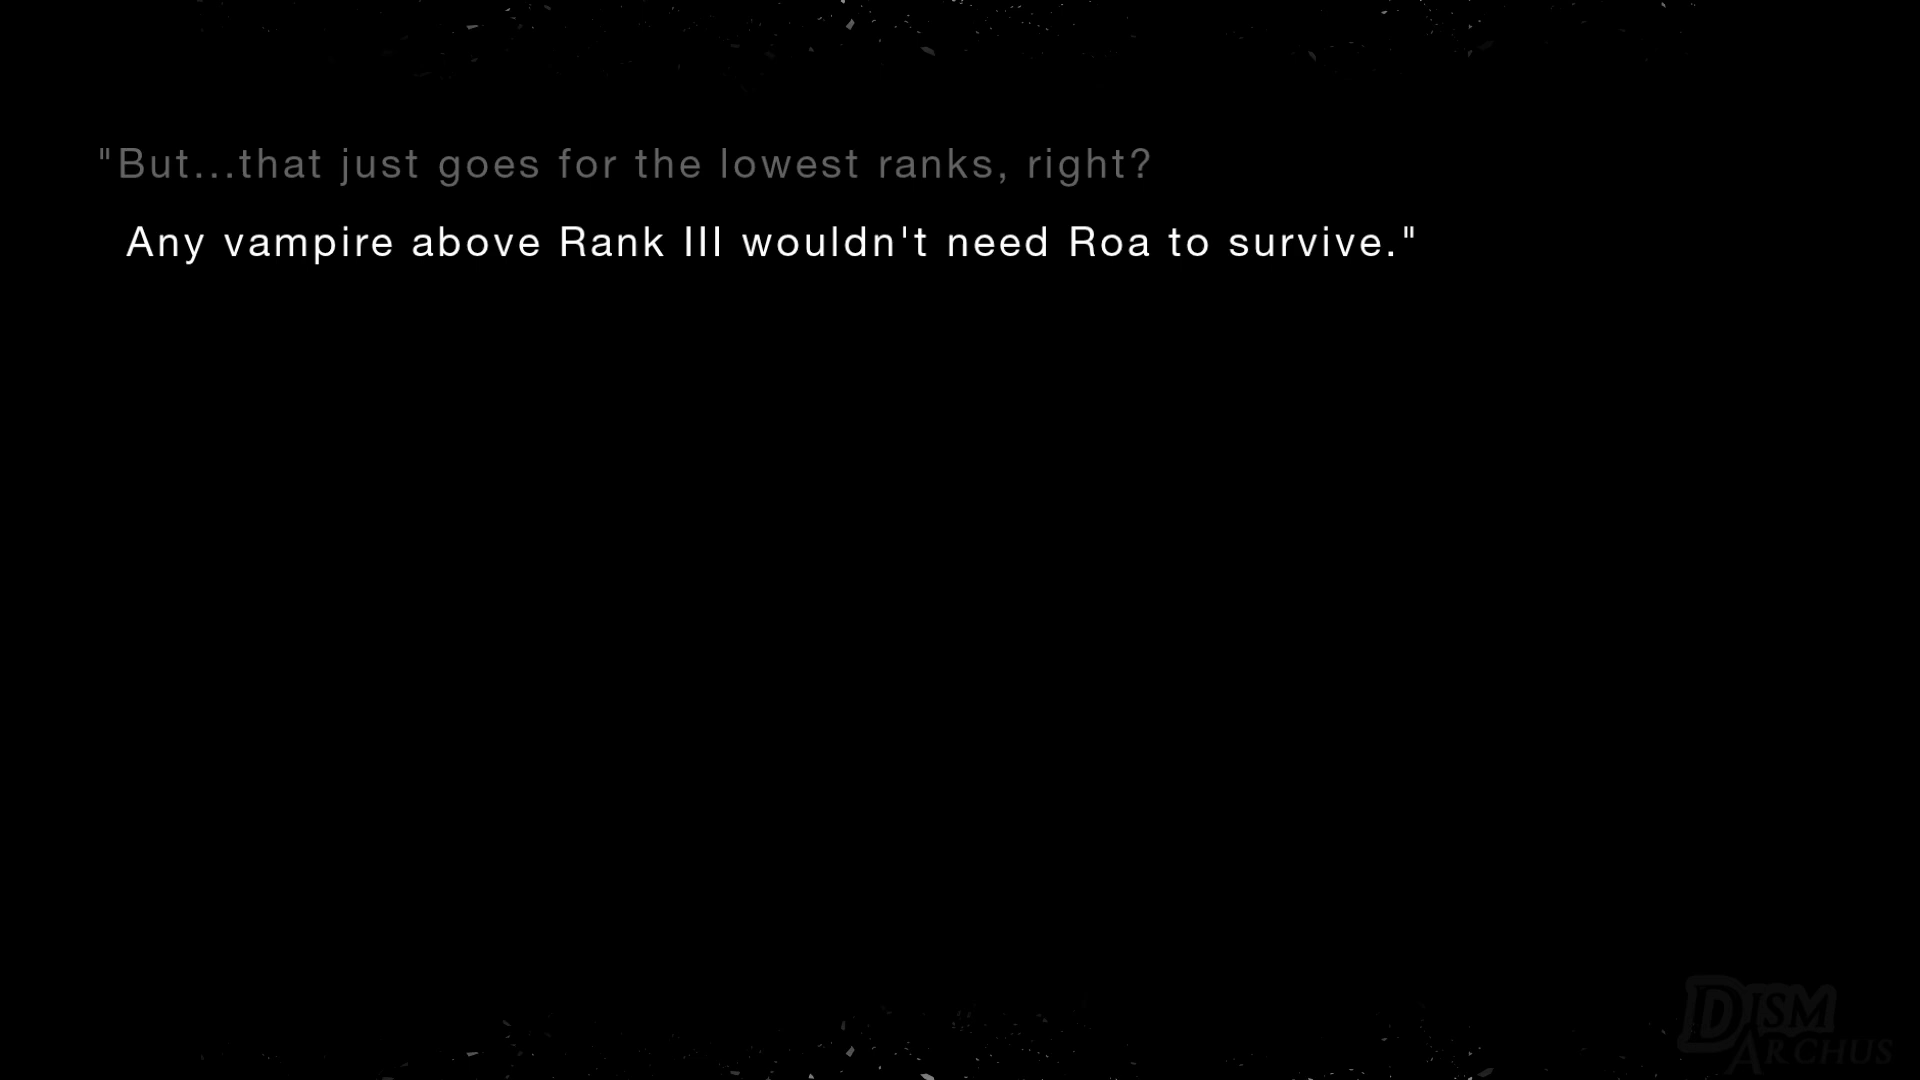 "But...that just goes for the lowest ranks, right?
Any vampire above Rank III wouldn't need Roa to survive."
DISM
ARCHUS